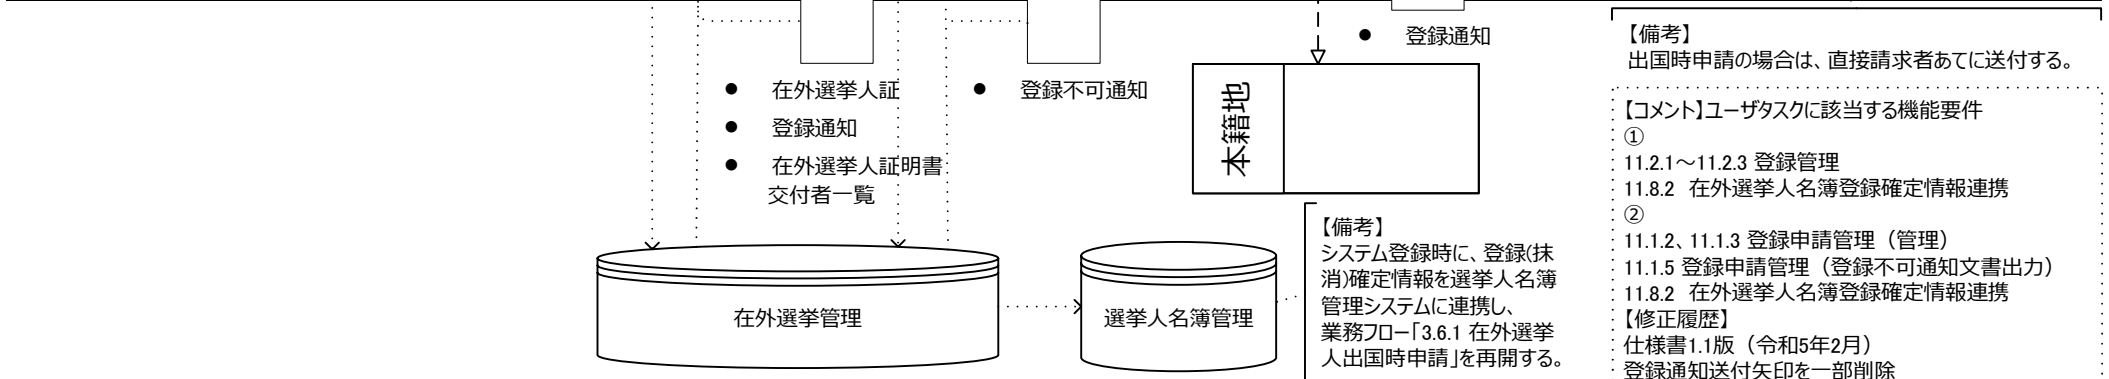 ● 在外選挙人証
● 登録通知
● 在外選挙人証明書
交付者一覧
● 登録不可通知
● 登録通知
本籍地
在外選挙管理
選挙人名簿管理
【備考】
システム登録時に、登録(抹
消)確定情報を選挙人名簿
管理システムに連携し、
業務フロー「3.6.1 在外選挙
人出国時申請」を再開する。
【備考】
出国時申請の場合は、直接請求者あてに送付する。
【コメント】ユーザタスクに該当する機能要件
①
11.2.1～11.2.3 登録管理
11.8.2 在外選挙人名簿登録確定情報連携
②
11.1.2、11.1.3 登録申請管理（管理）
11.1.5 登録申請管理（登録不可通知文書出力）
11.8.2 在外選挙人名簿登録確定情報連携
【修正履歴】
仕様書1.1版（令和5年2月）
登録通知送付矢印を一部削除